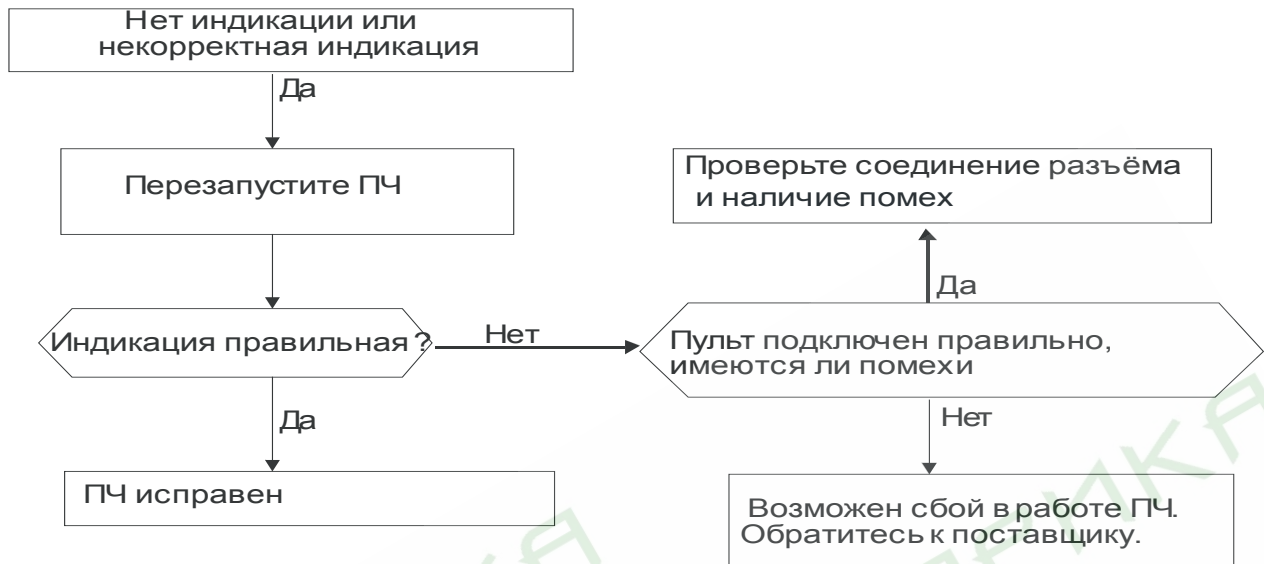 Нет индикации или
некорректная индикация
Да
Перезапустите ПЧ
Проверьте соединение разъёма
и наличие помех
Да
Индикация правильная ?
Нет
Пульт подключен правильно,
имеются ли помехи
Да
Нет
ПЧ исправен
Возможен сбой в работе ПЧ.
Обратитесь к поставщику.